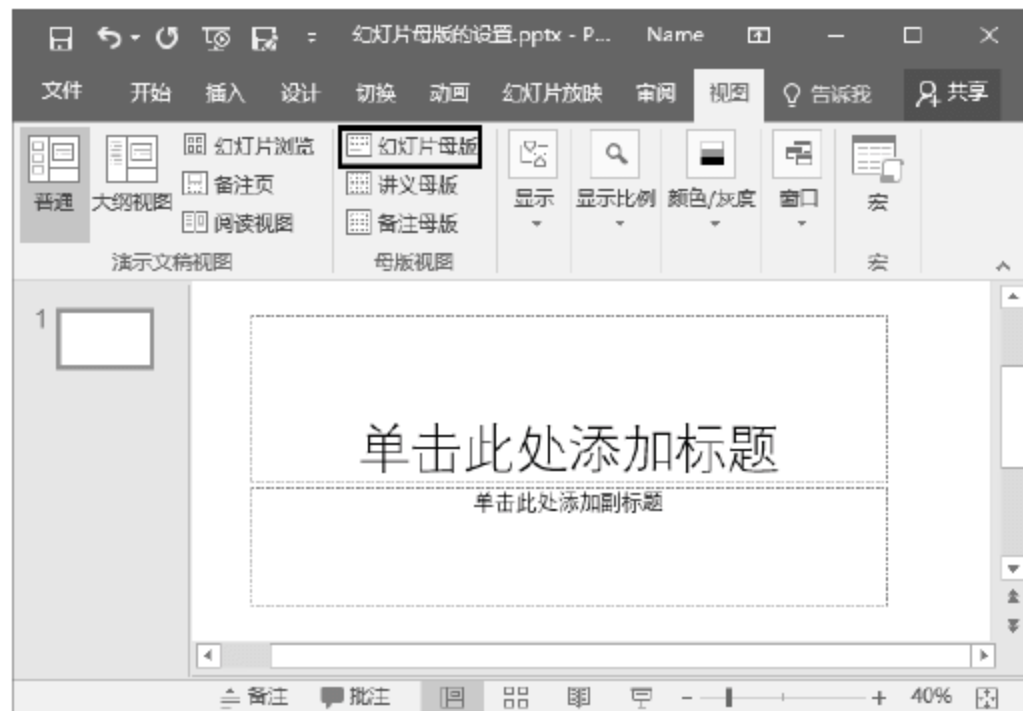 幻灯片母版的设置.pptx - P... Name
文件 开始 插入 设计 切换 动画 幻灯片放映 审阅 视图 告诉我 共享
普通
大纲视图
幻灯片浏览
备注页
阅读视图
演示文稿视图
幻灯片母版
讲义母版
备注母版
母版视图
显示
显示比例
颜色/灰度
窗口
宏
宏
1
单击此处添加标题
单击此处添加副标题
备注 批注 40%